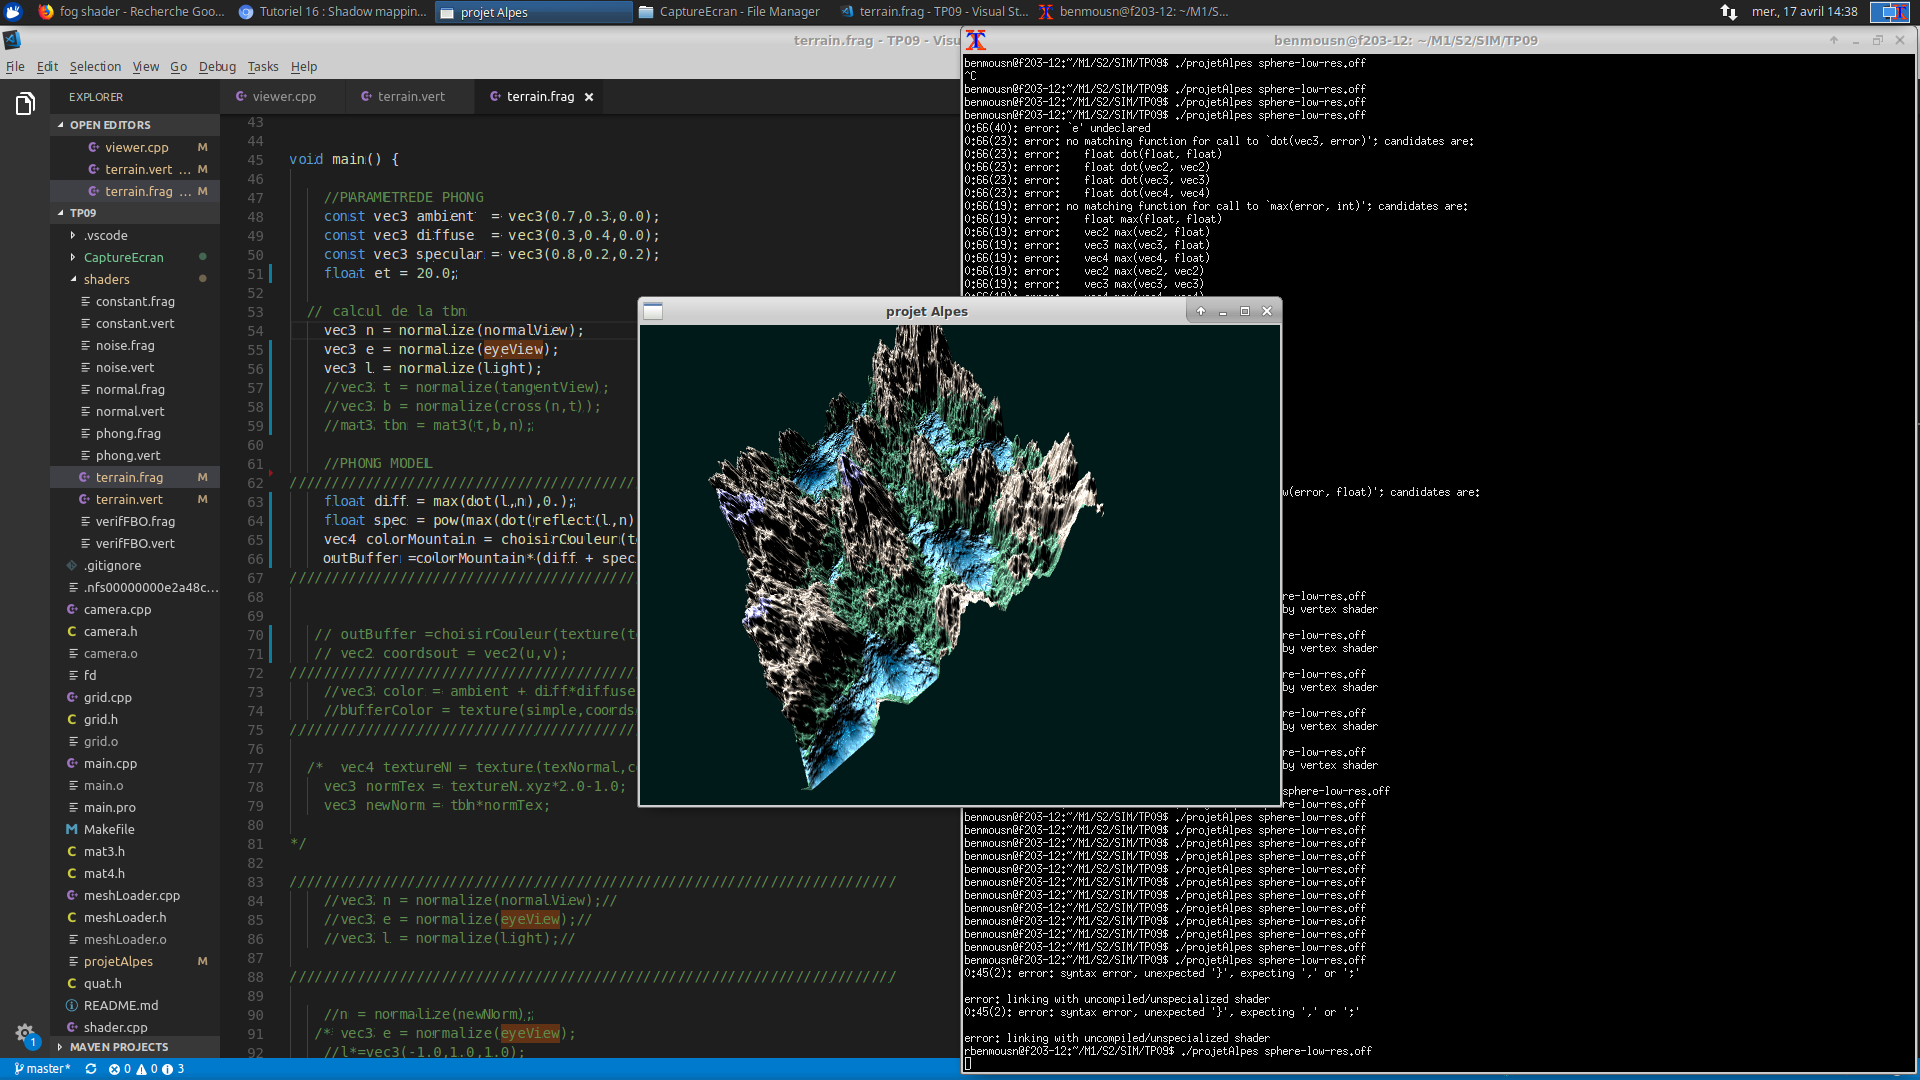 fog shader - Recherche Goo...
Tutoriel 16 : Shadow mappin...
projet Alpes
CaptureEcran - File Manager
terrain.frag - TP09 - Visual St...
benmousn@f203-12: ~/M1/S...
mer., 17 avril 14:38
terrain.frag - TP09 - Visu
benmousn@f203-12: ~/M1/S2/SIM/TP09
File Edit Selection View Go Debug Tasks Help
EXPLORER
OPEN EDITORS
viewer.cpp M
terrain.vert ... M
terrain.frag ... M
TP09
.vscode
CaptureEcran
shaders
constant.frag
constant.vert
noise.frag
noise.vert
normal.frag
normal.vert
phong.frag
phong.vert
terrain.frag M
terrain.vert M
verifFBO.frag
verifFBO.vert
.gitignore
.nfs00000000e2a48c...
camera.cpp
camera.h
camera.o
fd
grid.cpp
grid.h
grid.o
main.cpp
main.o
main.pro
Makefile
mat3.h
mat4.h
meshLoader.cpp
meshLoader.h
meshLoader.o
projetAlpes M
quat.h
README.md
shader.cpp
MAVEN PROJECTS
1
master* 0 0 3
viewer.cpp
terrain.vert
terrain.frag
43
44
45 void main() {
46
47 //PARAMETREDE PHONG
48 const vec3 ambient = vec3(0.7,0.3,0.0);
49 const vec3 diffuse = vec3(0.3,0.4,0.0);
50 const vec3 specular = vec3(0.8,0.2,0.2);
51 float et = 20.0;
52
53 // calcul de la tbn
54 vec3 n = normalize(normalView);
55 vec3 e = normalize(eyeView);
56 vec3 l = normalize(light);
57 //vec3 t = normalize(tangentView);
58 //vec3 b = normalize(cross(n,t));
59 //mat3 tbn = mat3(t,b,n);
60
61 //PHONG MODEL
62 /////////////////////////////////////////
63 float diff = max(dot(l,n),0.);
64 float spec = pow(max(dot(reflect(l,n)
65 vec4 colorMountain = choisirCouleur(t
66 outBuffer =colorMountain*(diff + spec
67 /////////////////////////////////////////
68
69
70 // outBuffer =choisirCouleur(texture(t
71 // vec2 coordsout = vec2(u,v);
72 /////////////////////////////////////////
73 //vec3 color = ambient + diff*diffuse
74 //bufferColor = texture(simple,coords
75 /////////////////////////////////////////
76
77 /* vec4 textureN = texture(texNormal,c
78 vec3 normTex = textureN.xyz*2.0-1.0;
79 vec3 newNorm = tbn*normTex;
80
81 */
82
83 ////////////////////////////////////////////////////////////////////////
84 //vec3 n = normalize(normalView);//
85 //vec3 e = normalize(eyeView);//
86 //vec3 l = normalize(light);//
87
88 ////////////////////////////////////////////////////////////////////////
89
90 //n = normalize(newNorm);
91 /* vec3 e = normalize(eyeView);
92 //l*=vec3(-1.0,1.0,1.0);
projet Alpes
benmousn@f203-12:~/M1/S2/SIM/TP09$ ./projetAlpes sphere-low-res.off
^C
benmousn@f203-12:~/M1/S2/SIM/TP09$ ./projetAlpes sphere-low-res.off
benmousn@f203-12:~/M1/S2/SIM/TP09$ ./projetAlpes sphere-low-res.off
benmousn@f203-12:~/M1/S2/SIM/TP09$ ./projetAlpes sphere-low-res.off
0:66(40): error: `e' undeclared
0:66(23): error: no matching function for call to `dot(vec3, error)'; candidates are:
0:66(23): error: float dot(float, float)
0:66(23): error: float dot(vec2, vec2)
0:66(23): error: float dot(vec3, vec3)
0:66(23): error: float dot(vec4, vec4)
0:66(19): error: no matching function for call to `max(error, int)'; candidates are:
0:66(19): error: float max(float, float)
0:66(19): error: vec2 max(vec2, float)
0:66(19): error: vec3 max(vec3, float)
0:66(19): error: vec4 max(vec4, float)
0:66(19): error: vec2 max(vec2, vec2)
0:66(19): error: vec3 max(vec3, vec3)
w(error, float)'; candidates are:
re-low-res.off
by vertex shader
re-low-res.off
by vertex shader
re-low-res.off
by vertex shader
re-low-res.off
by vertex shader
re-low-res.off
by vertex shader
sphere-low-res.off
re-low-res.off
benmousn@f203-12:~/M1/S2/SIM/TP09$ ./projetAlpes sphere-low-res.off
benmousn@f203-12:~/M1/S2/SIM/TP09$ ./projetAlpes sphere-low-res.off
benmousn@f203-12:~/M1/S2/SIM/TP09$ ./projetAlpes sphere-low-res.off
benmousn@f203-12:~/M1/S2/SIM/TP09$ ./projetAlpes sphere-low-res.off
benmousn@f203-12:~/M1/S2/SIM/TP09$ ./projetAlpes sphere-low-res.off
benmousn@f203-12:~/M1/S2/SIM/TP09$ ./projetAlpes sphere-low-res.off
benmousn@f203-12:~/M1/S2/SIM/TP09$ ./projetAlpes sphere-low-res.off
benmousn@f203-12:~/M1/S2/SIM/TP09$ ./projetAlpes sphere-low-res.off
benmousn@f203-12:~/M1/S2/SIM/TP09$ ./projetAlpes sphere-low-res.off
benmousn@f203-12:~/M1/S2/SIM/TP09$ ./projetAlpes sphere-low-res.off
benmousn@f203-12:~/M1/S2/SIM/TP09$ ./projetAlpes sphere-low-res.off
benmousn@f203-12:~/M1/S2/SIM/TP09$ ./projetAlpes sphere-low-res.off
0:45(2): error: syntax error, unexpected '}', expecting ',' or ';'
error: linking with uncompiled/unspecialized shader
0:45(2): error: syntax error, unexpected '}', expecting ',' or ';'
error: linking with uncompiled/unspecialized shader
rbenmousn@f203-12:~/M1/S2/SIM/TP09$ ./projetAlpes sphere-low-res.off